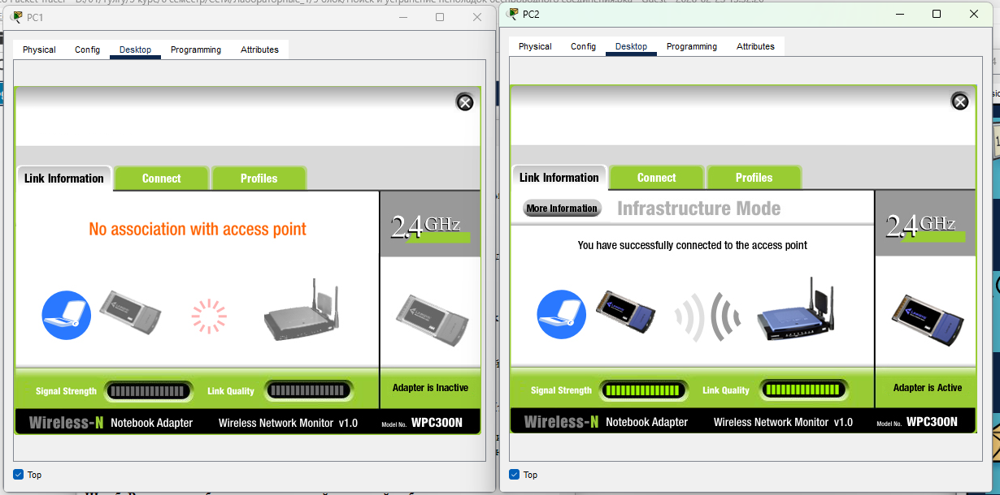 PC1
Physical Config Desktop Programming Attributes
Link Information Connect Profiles
No association with access point
2.4GHz
Signal Strength Link Quality Adapter is Inactive
Wireless-N Notebook Adapter Wireless Network Monitor v1.0 Model No. WPC300N
Top
PC2
Physical Config Desktop Programming Attributes
Link Information Connect Profiles
More Information Infrastructure Mode
2.4GHz
You have successfully connected to the access point
Signal Strength Link Quality Adapter is Active
Wireless-N Notebook Adapter Wireless Network Monitor v1.0 Model No. WPC300N
Top